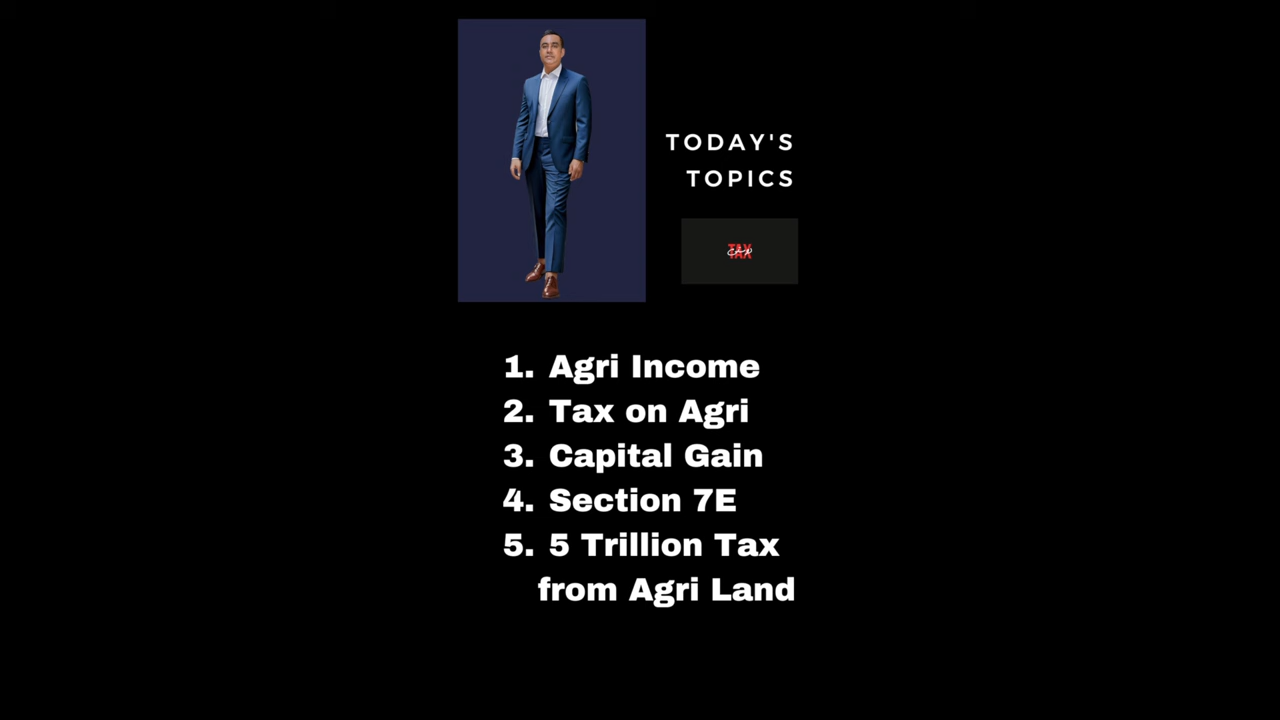 TODAY'S
TOPICS
TAX
1. Agri Income
2. Tax on Agri
3. Capital Gain
4. Section 7E
5. 5 Trillion Tax
from Agri Land